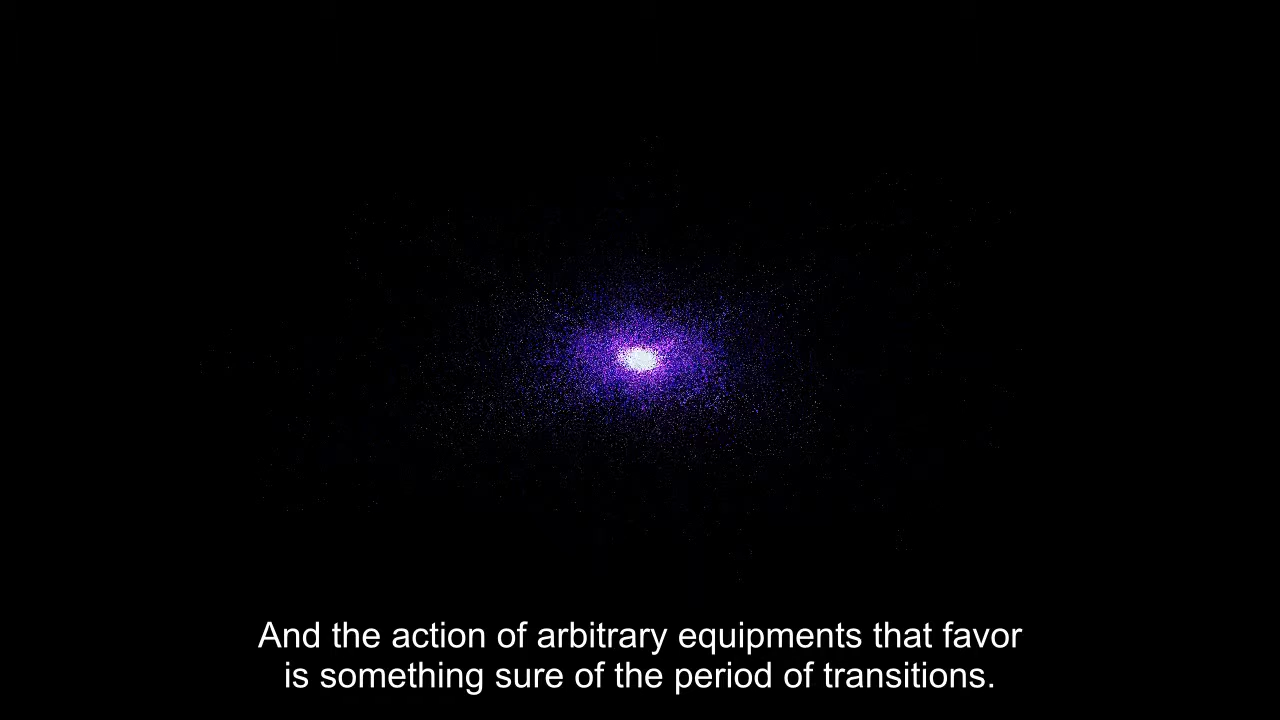 And the action of arbitrary equipments that favor
is something sure of the period of transitions.